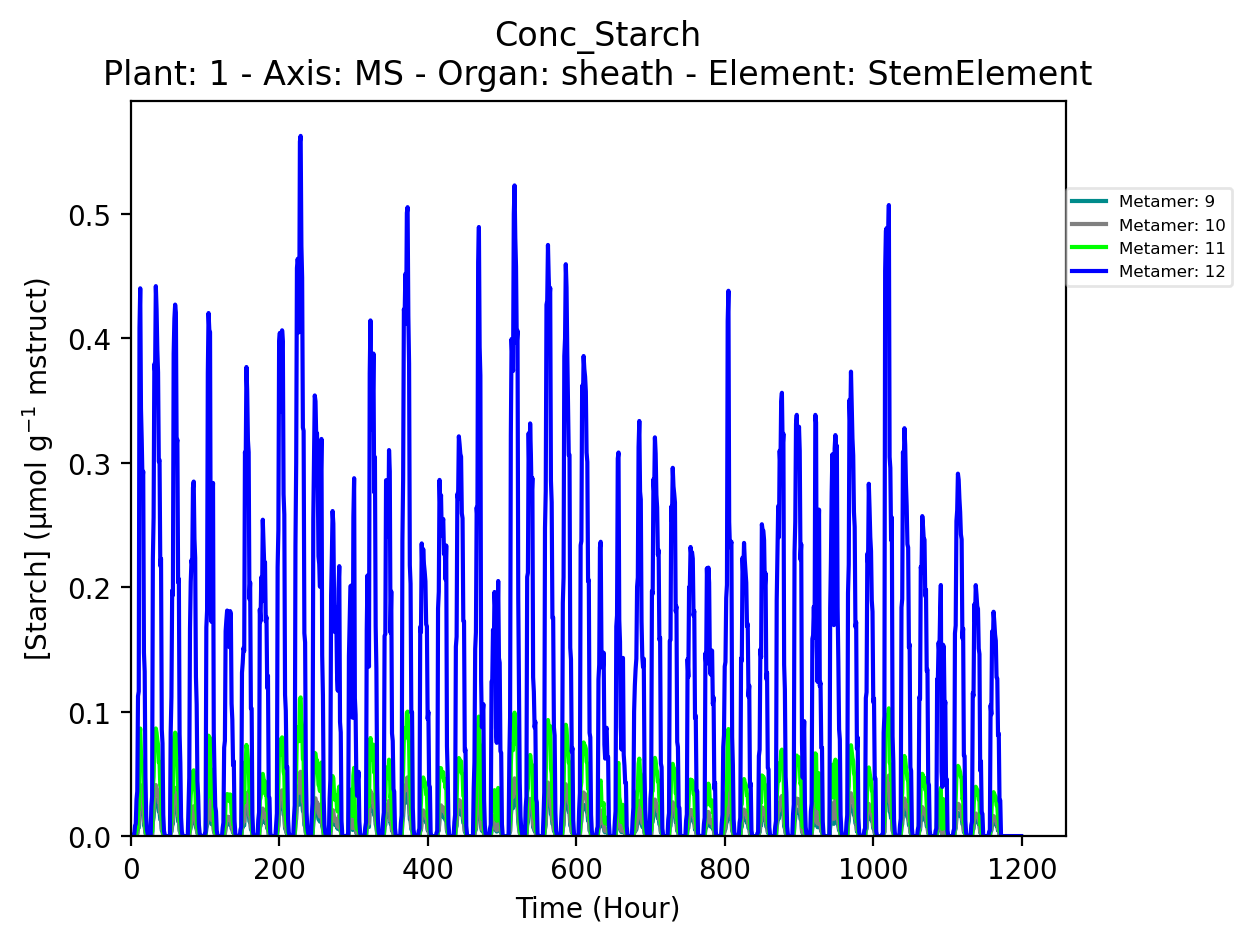 Conc_Starch
Plant: 1 - Axis: MS - Organ: sheath - Element: StemElement
[Starch] (µmol g⁻¹ mstruct)
0.5
0.4
0.3
0.2
0.1
0.0
0 200 400 600 800 1000 1200
Time (Hour)
Metamer: 9
Metamer: 10
Metamer: 11
Metamer: 12